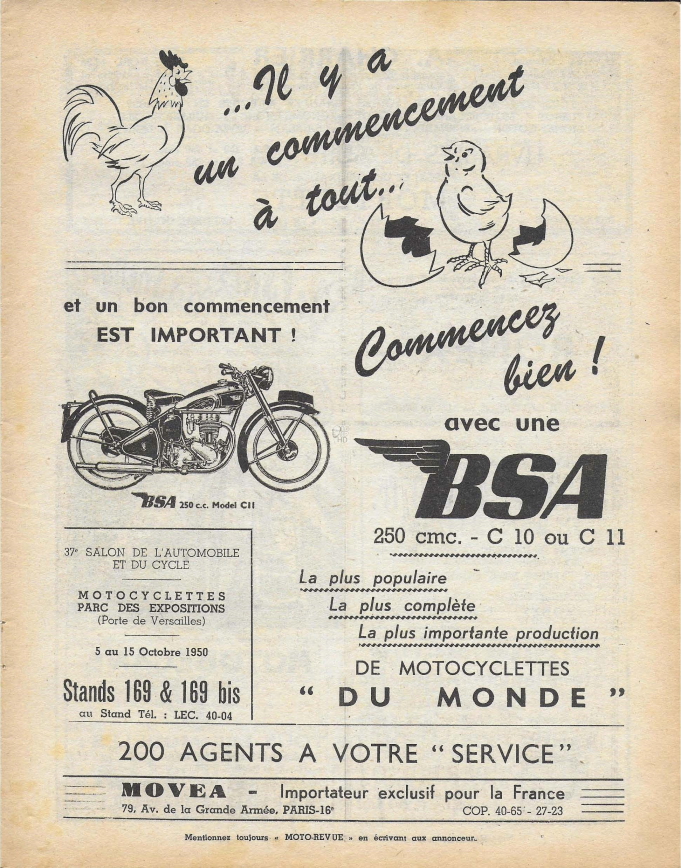 ...Il y a
un commencement
à tout...
et un bon commencement
EST IMPORTANT !
Commencez
bien !
avec une
BSA
250 cmc. - C 10 ou C 11
BSA 250 c.c. Model C11
37e SALON DE L'AUTOMOBILE
ET DU CYCLE
MOTOCYCLETTES
PARC DES EXPOSITIONS
(Porte de Versailles)
5 au 15 Octobre 1950
Stands 169 & 169 bis
au Stand Tél. : LEC. 40-04
La plus populaire
La plus complète
La plus importante production
DE MOTOCYCLETTES
" DU MONDE "
200 AGENTS A VOTRE " SERVICE "
MOVEA - Importateur exclusif pour la France
79, Av. de la Grande Armée, PARIS-16e COP. 40-65 - 27-23
Mentionnez toujours « MOTO-REVUE » en écrivant aux annonceur.